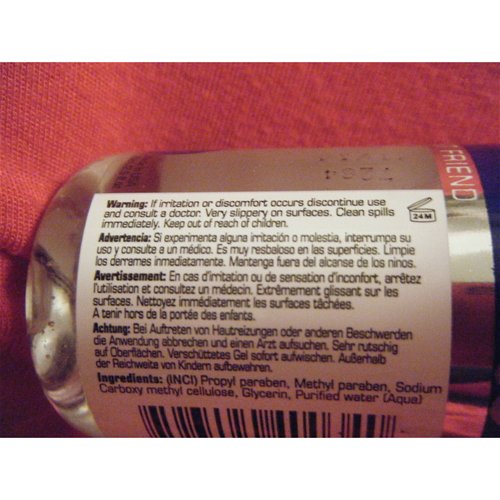 FRIEND
7264
Warning: If irritation or discomfort occurs discontinue use
and consult a doctor. Very slippery on surfaces. Clean spills
immediately. Keep out of reach of children.
24M
Advertencia: Si experimenta alguna irritación o molestia, interrumpa su
uso y consulte a un médico. Es muy resbaloso en las superficies. Limpie
los derrames inmediatamente. Mantenga fuera del alcanse de los ninos.
Avertissement: En cas d'irritation ou de sensation d'inconfort, arrêtez
l'utilisation et consultez un médecin. Extrêmement glissant sur les
surfaces. Nettoyez immédiatement les surfaces tâchées.
A tenir hors de la portée des enfants.
Achtung: Bei Auftreten von Hautreizungen oder anderen Beschwerden
die Anwendung abbrechen und einen Arzt aufsuchen. Sehr rutschig
auf Oberflächen. Verschüttetes Gel sofort aufwischen. Außerhalb
der Reichweite von Kindern aufbewahren.
Ingredients: (INCI) Propyl paraben, Methyl paraben, Sodium
Carboxy methyl cellulose, Glycerin, Purified water (Aqua)